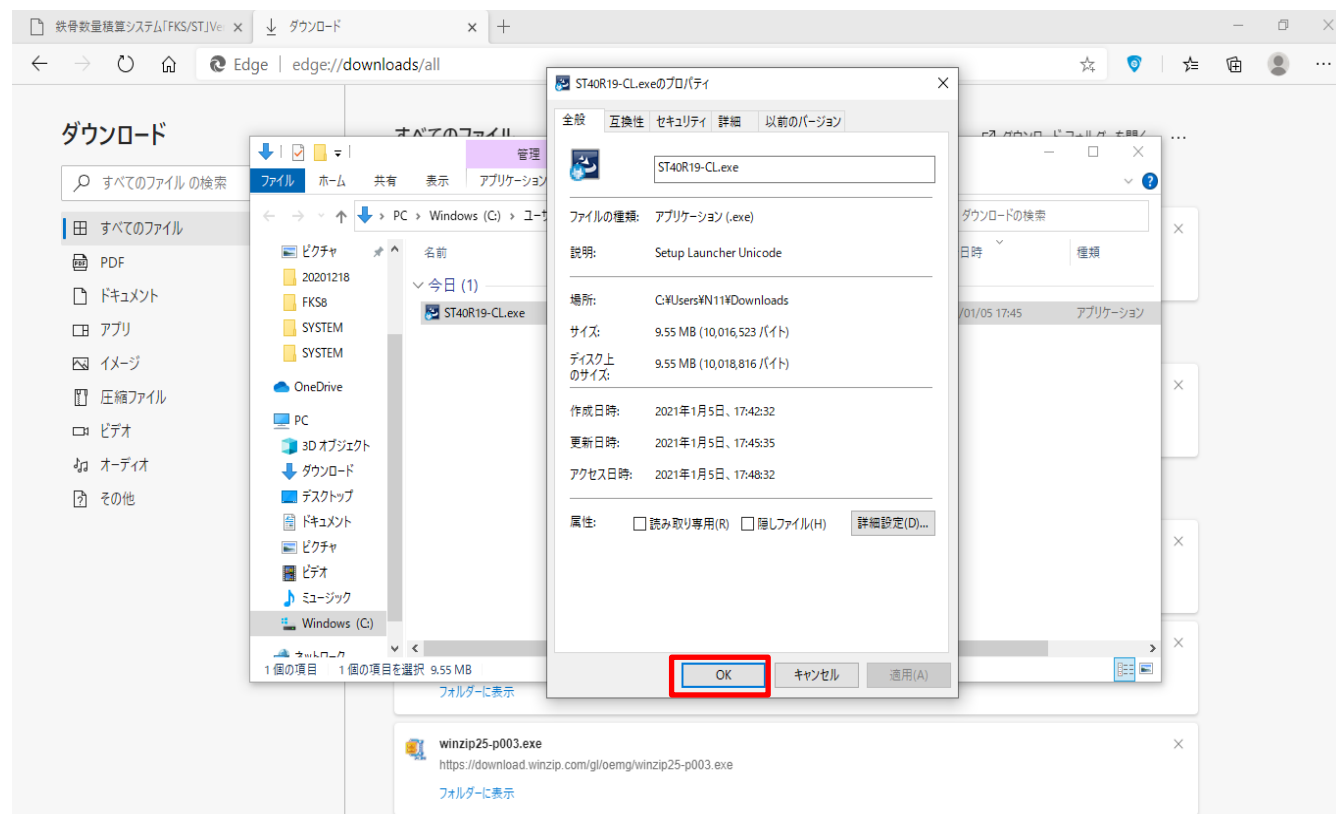 鉄骨数量積算システム「FKS/ST」Ve
ダウンロード
Edge | edge://downloads/all
ダウンロード
すべてのファイル の検索
すべてのファイル
PDF
ドキュメント
アプリ
イメージ
圧縮ファイル
ビデオ
オーディオ
その他
すべてのファイル
管理
ファイル ホーム 共有 表示 アプリケーション
PC › Windows (C:) › ユーサ
ダウンロードの検索
ピクチャ
20201218
FKS8
SYSTEM
SYSTEM
OneDrive
PC
3D オブジェクト
ダウンロード
デスクトップ
ドキュメント
ピクチャ
ビデオ
ミュージック
Windows (C:)
ネットワーク
名前
日時
種類
今日 (1)
ST40R19-CL.exe
/01/05 17:45
アプリケーション
1 個の項目 1 個の項目を選択 9.55 MB
ST40R19-CL.exeのプロパティ
全般 互換性 セキュリティ 詳細 以前のバージョン
ST40R19-CL.exe
ファイルの種類: アプリケーション (.exe)
説明: Setup Launcher Unicode
場所: C:¥Users¥N11¥Downloads
サイズ: 9.55 MB (10,016,523 バイト)
ディスク上
のサイズ: 9.55 MB (10,018,816 バイト)
作成日時: 2021年1月5日、17:42:32
更新日時: 2021年1月5日、17:45:35
アクセス日時: 2021年1月5日、17:48:32
属性: 読み取り専用(R) 隠しファイル(H) 詳細設定(D)...
OK キャンセル 適用(A)
フォルダーに表示
winzip25-p003.exe
https://download.winzip.com/gl/oemg/winzip25-p003.exe
フォルダーに表示